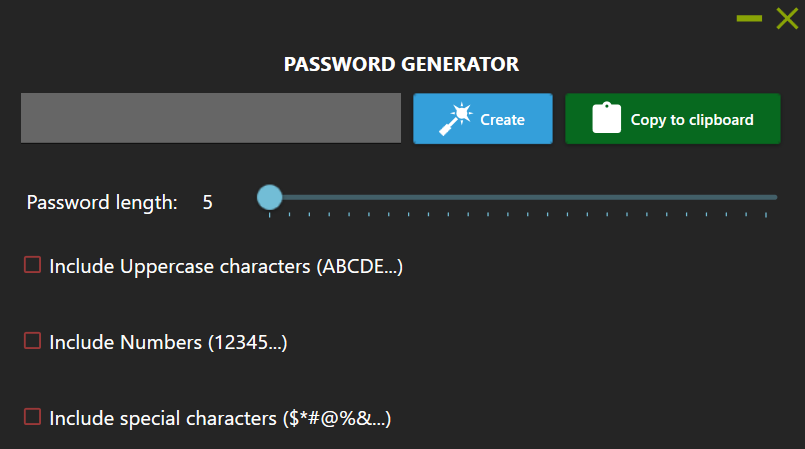 PASSWORD GENERATOR
Create
Copy to clipboard
Password length: 5
Include Uppercase characters (ABCDE...)
Include Numbers (12345...)
Include special characters ($*#@%&...)